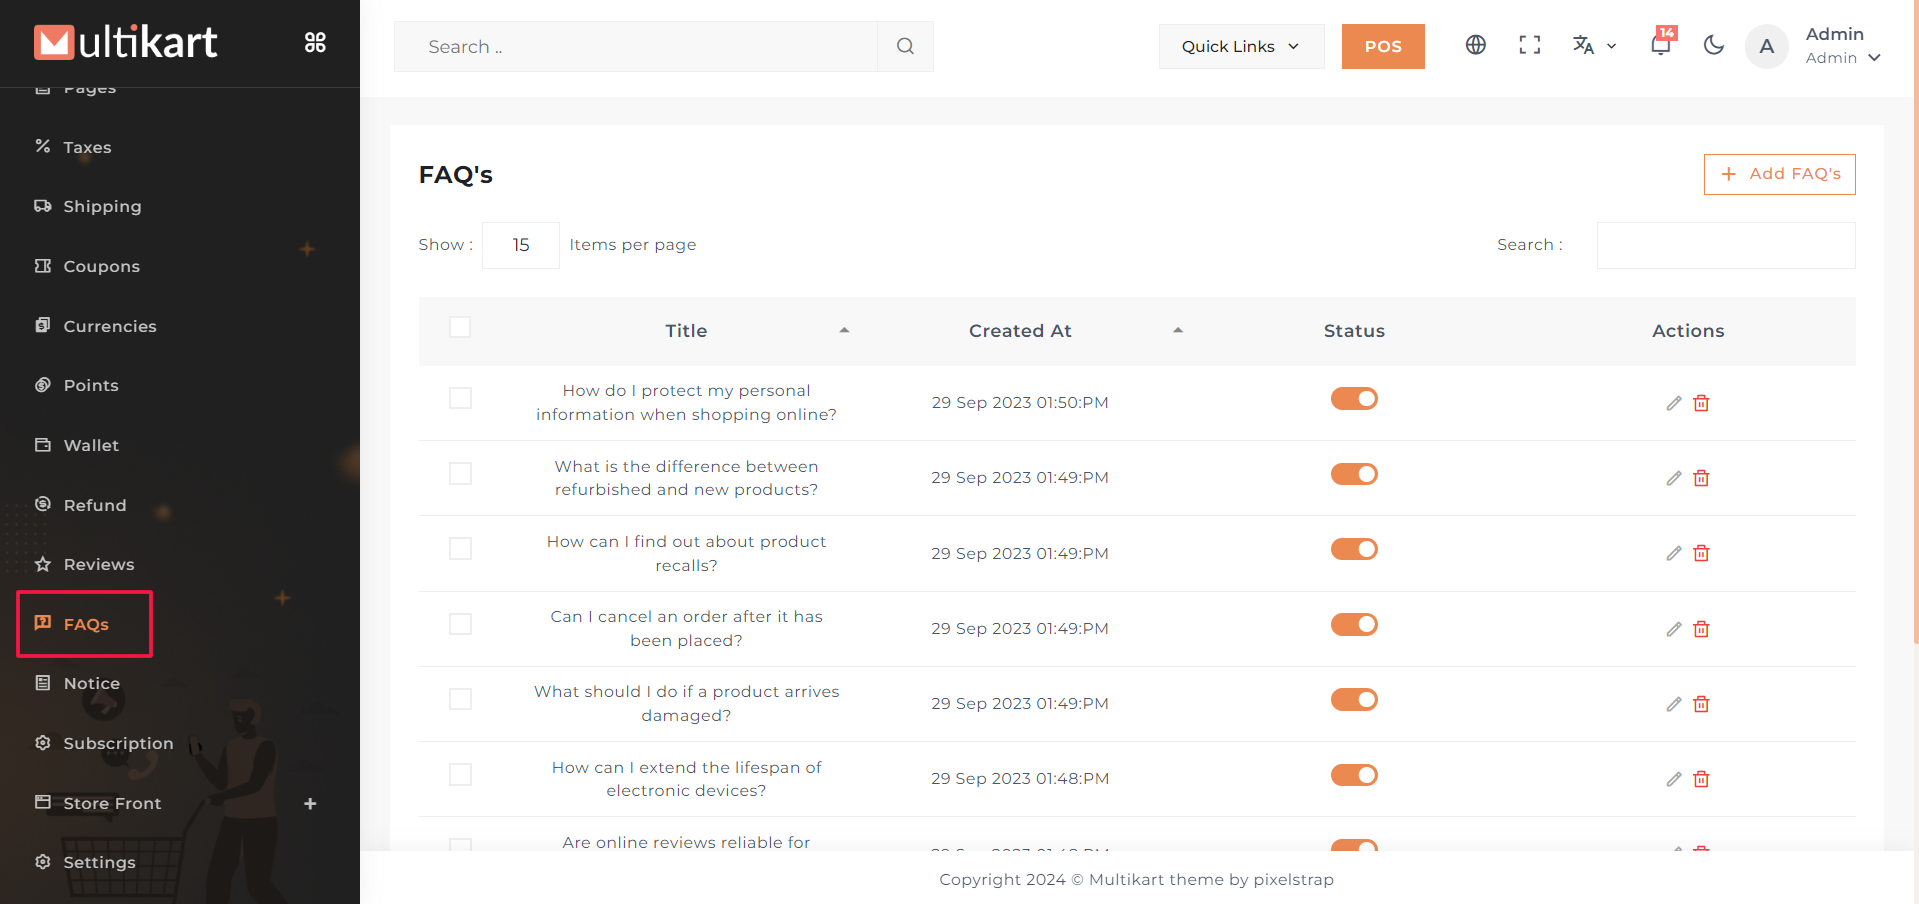 Multikart
Search ..
Quick Links
POS
14
A
Admin
Admin
Pages
Taxes
Shipping
Coupons
Currencies
Points
Wallet
Refund
Reviews
FAQs
Notice
Subscription
Store Front +
Settings
FAQ's
+ Add FAQ's
Show : 15 Items per page
Search :
Title Created At Status Actions
How do I protect my personal
information when shopping online?
29 Sep 2023 01:50:PM
What is the difference between
refurbished and new products?
29 Sep 2023 01:49:PM
How can I find out about product
recalls?
29 Sep 2023 01:49:PM
Can I cancel an order after it has
been placed?
29 Sep 2023 01:49:PM
What should I do if a product arrives
damaged?
29 Sep 2023 01:49:PM
How can I extend the lifespan of
electronic devices?
29 Sep 2023 01:48:PM
Are online reviews reliable for
Copyright 2024 © Multikart theme by pixelstrap